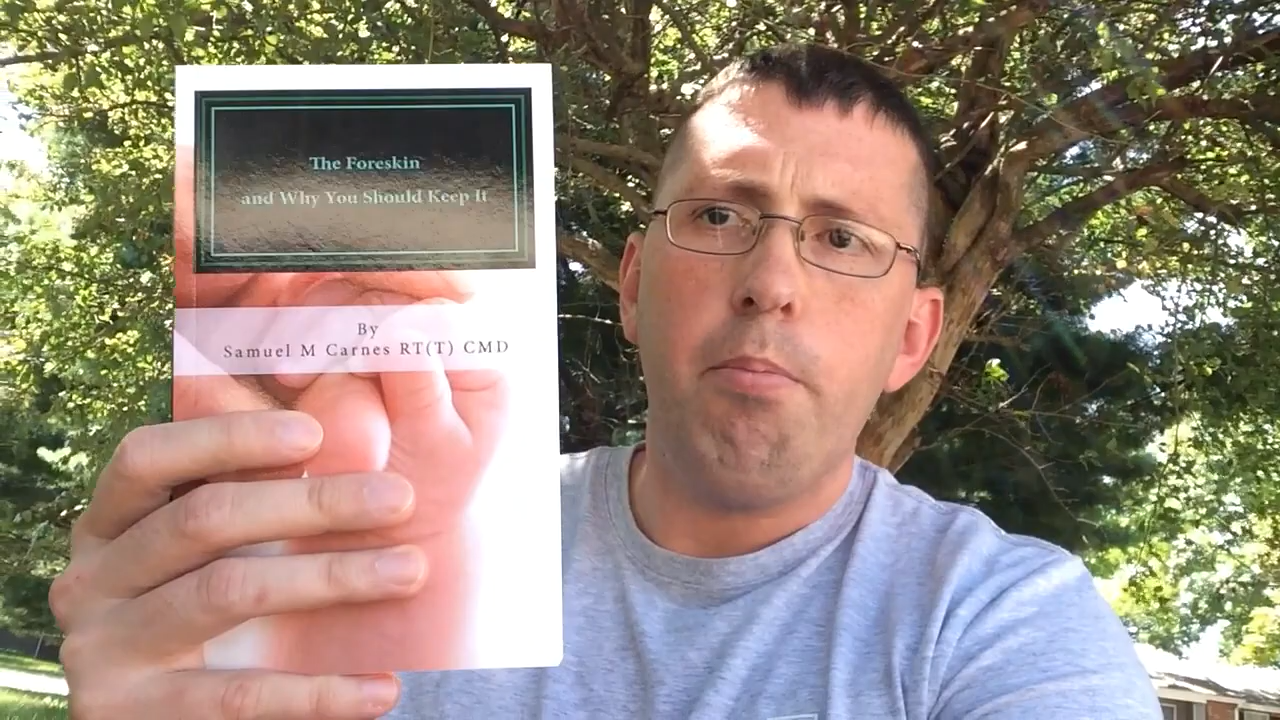 The Foreskin
and Why You Should Keep It
By
Samuel M Carnes RT(T) CMD